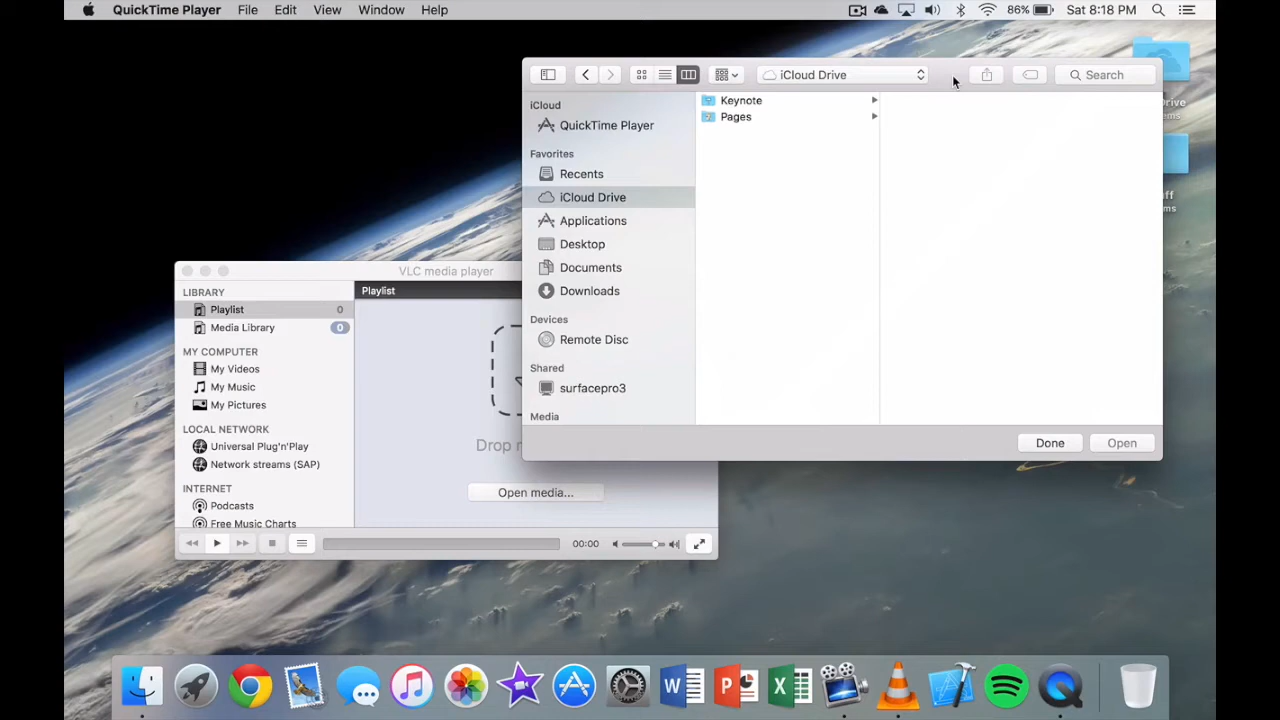 QuickTime Player File Edit View Window Help 86% Sat 8:18 PM
iCloud Drive Search
iCloud
QuickTime Player
Favorites
Recents
iCloud Drive
Applications
Desktop
Documents
Downloads
Devices
Remote Disc
Shared
surfacepro3
Media
Keynote
Pages
Done Open
VLC media player
LIBRARY
Playlist 0
Media Library 0
MY COMPUTER
My Videos
My Music
My Pictures
LOCAL NETWORK
Universal Plug'n'Play
Network streams (SAP)
INTERNET
Podcasts
Free Music Charts
Playlist
Drop
Open media...
00:00